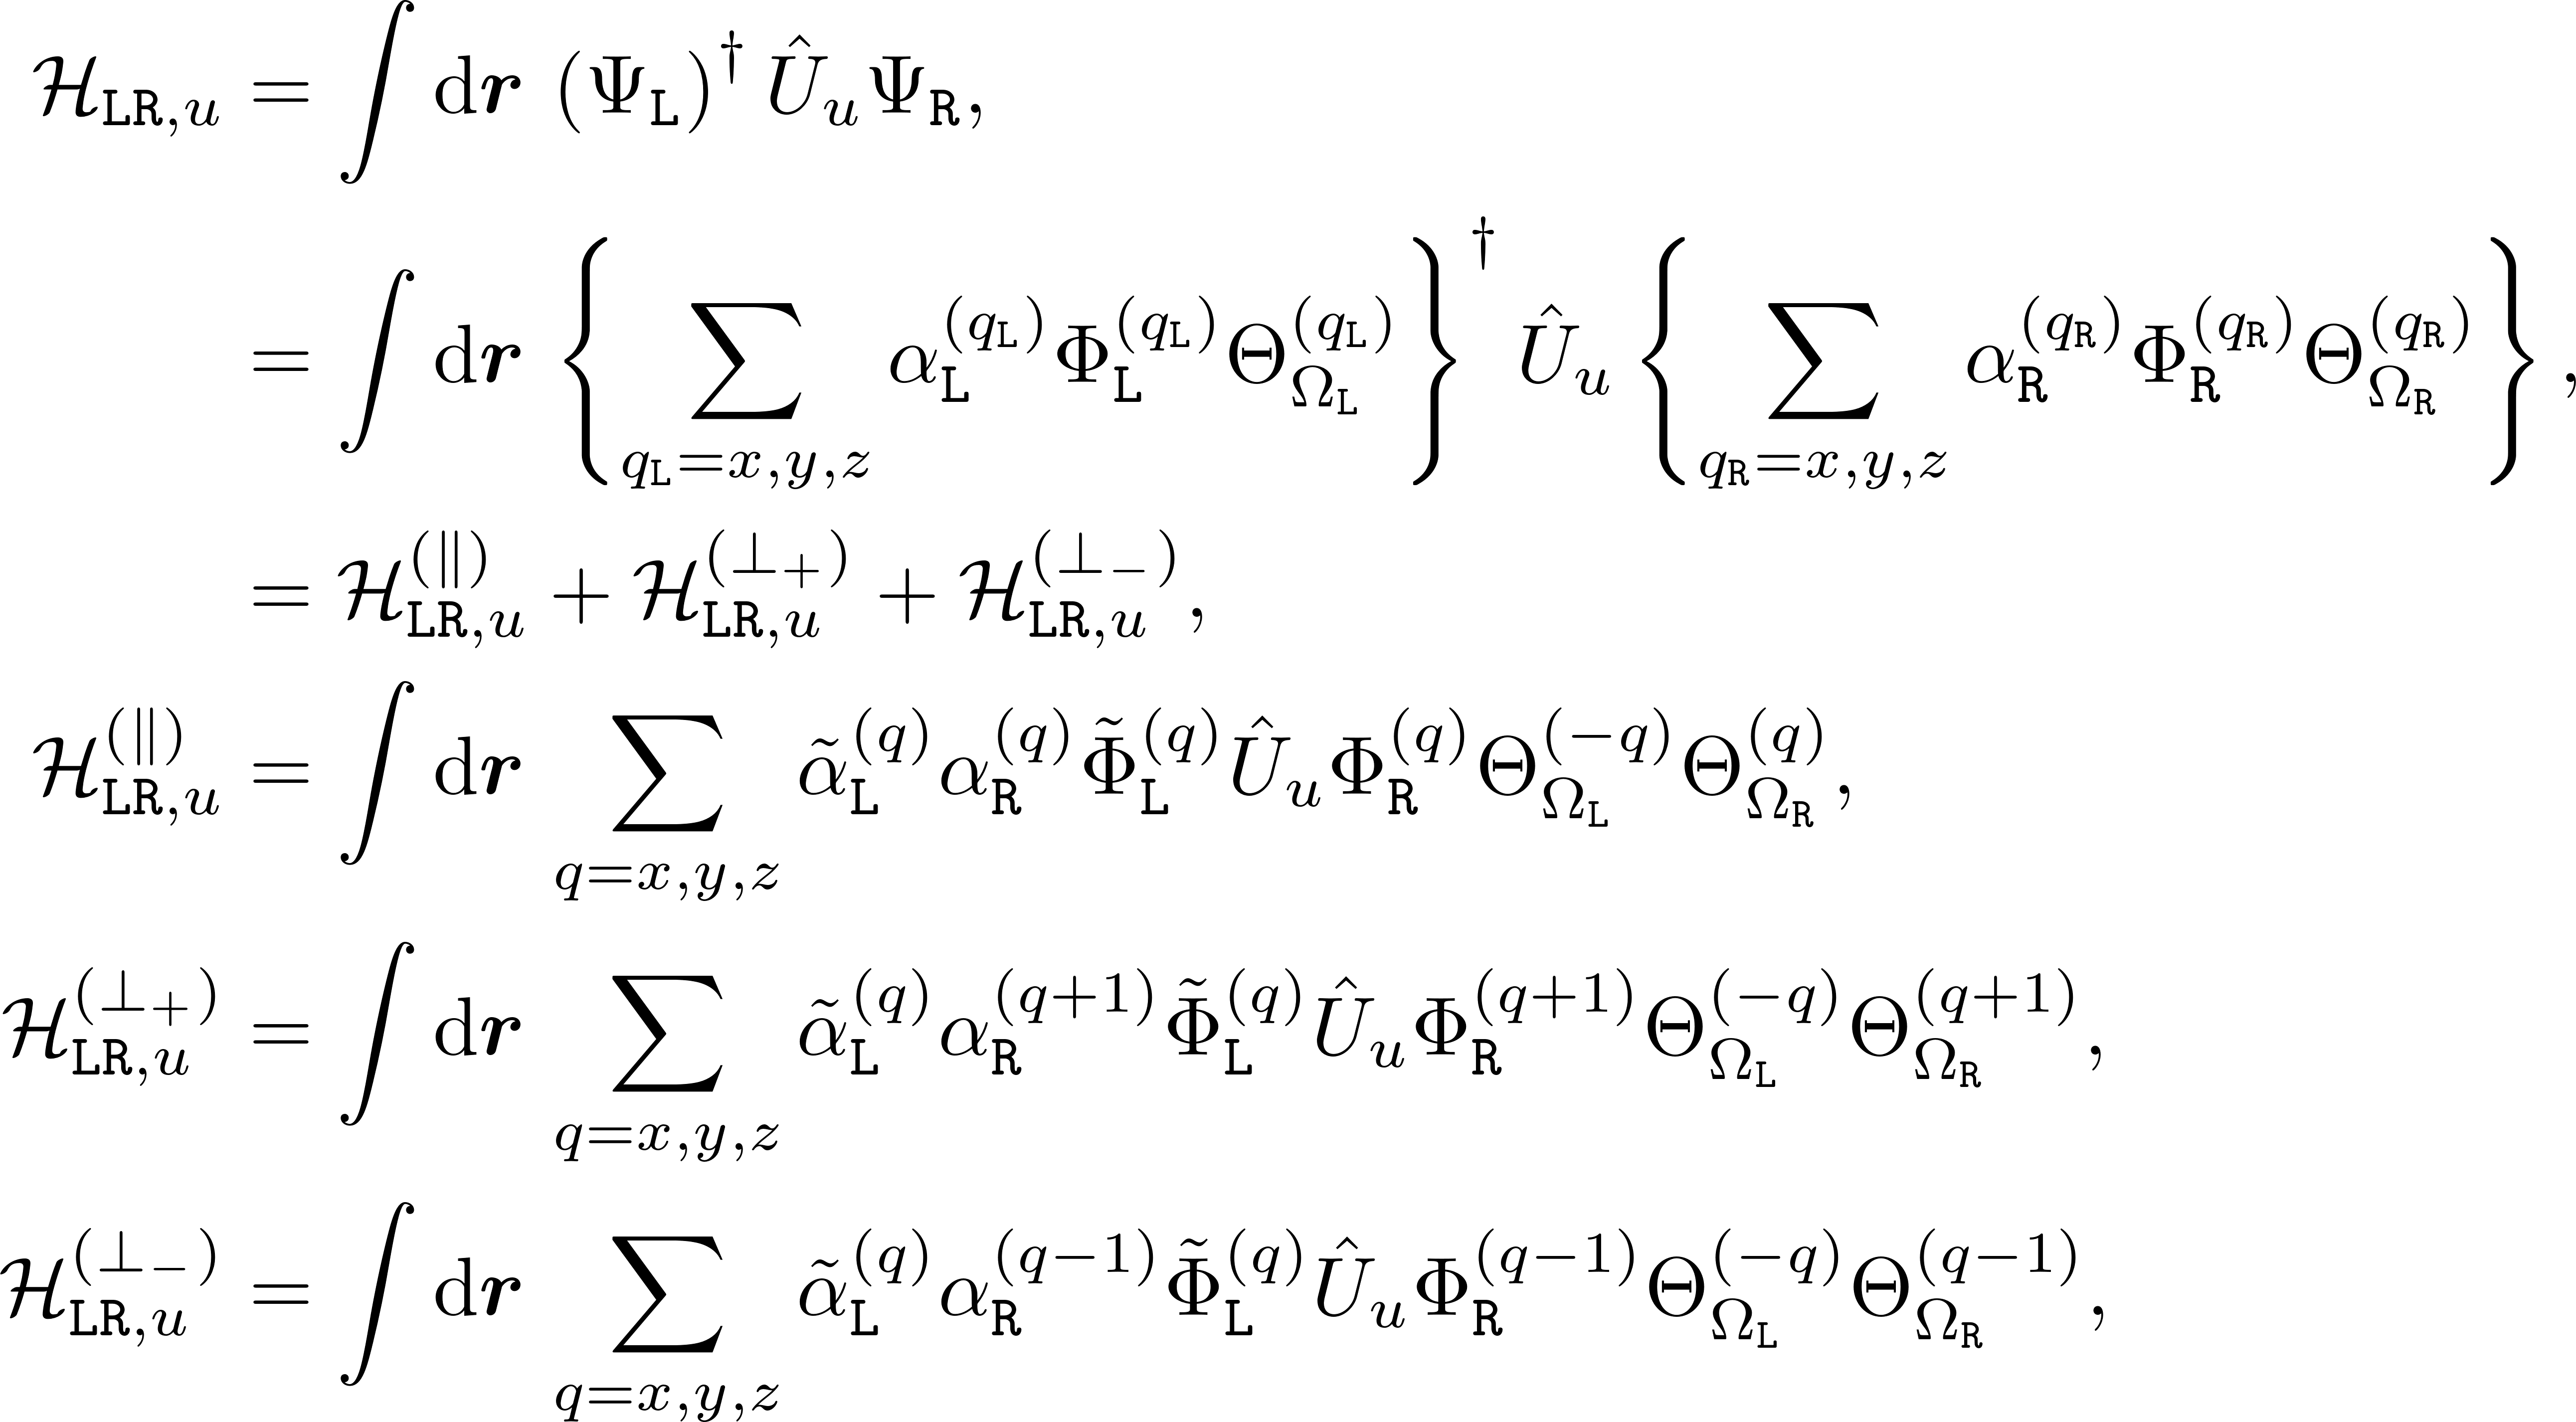 $\mathcal{H}_{\mathtt{LR},u} = \int \mathrm{d}\boldsymbol{r}\ \left(\Psi_{\mathtt{L}}\right)^{\dagger} \hat{U}_{u} \Psi_{\mathtt{R}},$
$= \int \mathrm{d}\boldsymbol{r}\ \left\{ \sum_{q_{\mathtt{L}}=x,y,z} \alpha_{\mathtt{L}}^{(q_{\mathtt{L}})} \Phi_{\mathtt{L}}^{(q_{\mathtt{L}})} \Theta_{\Omega_{\mathtt{L}}}^{(q_{\mathtt{L}})} \right\}^{\dagger} \hat{U}_{u} \left\{ \sum_{q_{\mathtt{R}}=x,y,z} \alpha_{\mathtt{R}}^{(q_{\mathtt{R}})} \Phi_{\mathtt{R}}^{(q_{\mathtt{R}})} \Theta_{\Omega_{\mathtt{R}}}^{(q_{\mathtt{R}})} \right\},$
$= \mathcal{H}_{\mathtt{LR},u}^{(\parallel)} + \mathcal{H}_{\mathtt{LR},u}^{(\perp_{+})} + \mathcal{H}_{\mathtt{LR},u}^{(\perp_{-})},$
$\mathcal{H}_{\mathtt{LR},u}^{(\parallel)} = \int \mathrm{d}\boldsymbol{r} \sum_{q=x,y,z} \tilde{\alpha}_{\mathtt{L}}^{(q)} \alpha_{\mathtt{R}}^{(q)} \tilde{\Phi}_{\mathtt{L}}^{(q)} \hat{U}_{u} \Phi_{\mathtt{R}}^{(q)} \Theta_{\Omega_{\mathtt{L}}}^{(-q)} \Theta_{\Omega_{\mathtt{R}}}^{(q)},$
$\mathcal{H}_{\mathtt{LR},u}^{(\perp_{+})} = \int \mathrm{d}\boldsymbol{r} \sum_{q=x,y,z} \tilde{\alpha}_{\mathtt{L}}^{(q)} \alpha_{\mathtt{R}}^{(q+1)} \tilde{\Phi}_{\mathtt{L}}^{(q)} \hat{U}_{u} \Phi_{\mathtt{R}}^{(q+1)} \Theta_{\Omega_{\mathtt{L}}}^{(-q)} \Theta_{\Omega_{\mathtt{R}}}^{(q+1)},$
$\mathcal{H}_{\mathtt{LR},u}^{(\perp_{-})} = \int \mathrm{d}\boldsymbol{r} \sum_{q=x,y,z} \tilde{\alpha}_{\mathtt{L}}^{(q)} \alpha_{\mathtt{R}}^{(q-1)} \tilde{\Phi}_{\mathtt{L}}^{(q)} \hat{U}_{u} \Phi_{\mathtt{R}}^{(q-1)} \Theta_{\Omega_{\mathtt{L}}}^{(-q)} \Theta_{\Omega_{\mathtt{R}}}^{(q-1)},$